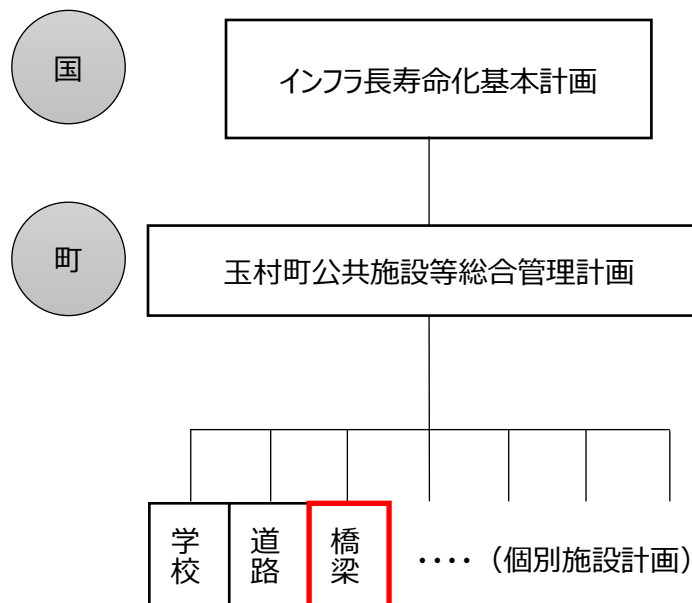 国
インフラ長寿命化基本計画
町
玉村町公共施設等総合管理計画
学校
道路
橋梁
・・・・（個別施設計画）